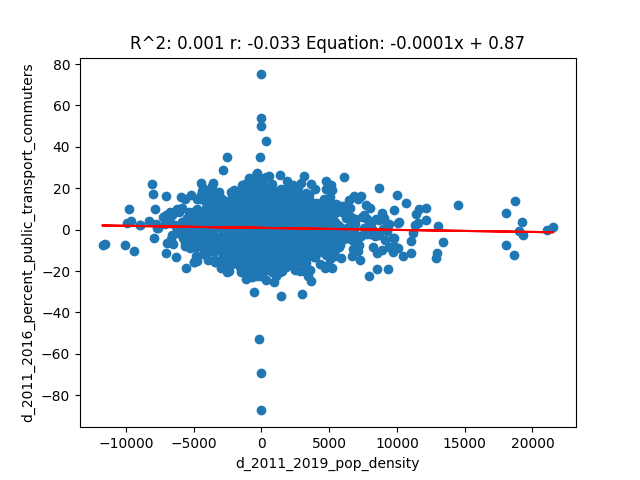 R^2: 0.001 r: -0.033 Equation: -0.0001x + 0.87
d_2011_2016_percent_public_transport_commuters
80
60
40
20
0
−20
−40
−60
−80
−10000 −5000 0 5000 10000 15000 20000
d_2011_2019_pop_density